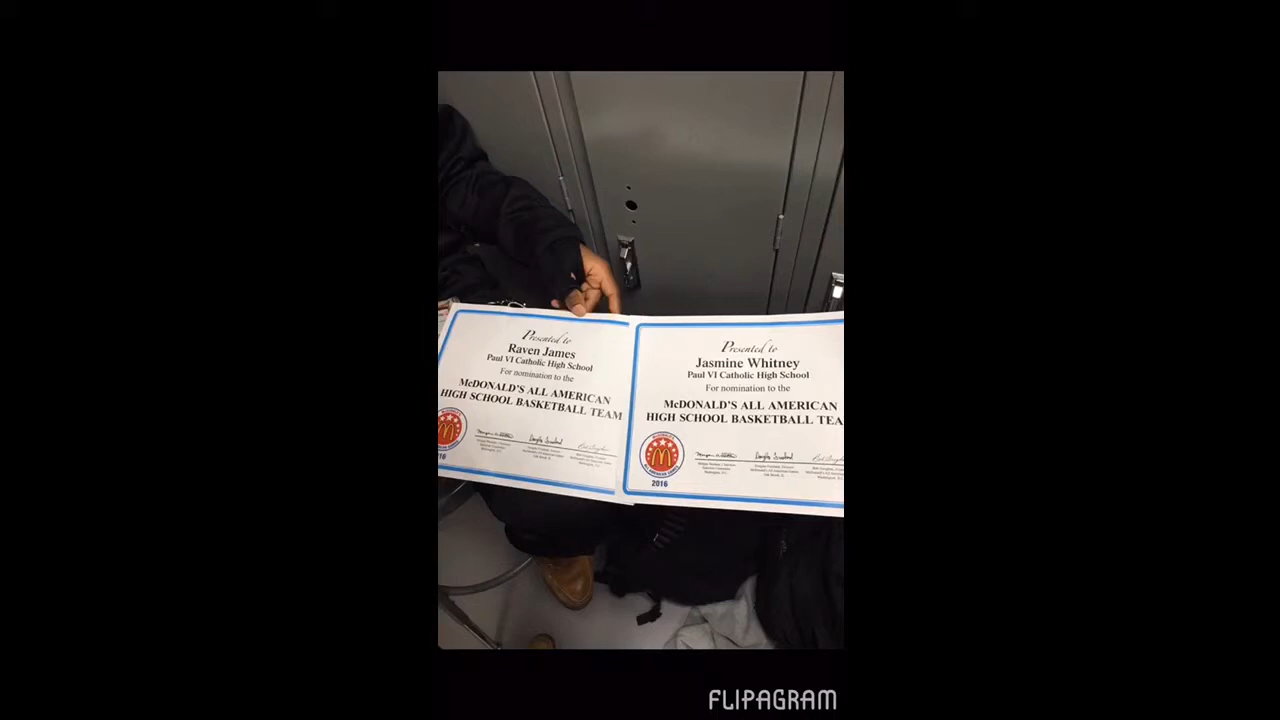 Presented to
Raven James
Paul VI Catholic High School
For nomination to the
McDONALD'S ALL AMERICAN
HIGH SCHOOL BASKETBALL TEAM
16
Presented to
Jasmine Whitney
Paul VI Catholic High School
For nomination to the
McDONALD'S ALL AMERICAN
HIGH SCHOOL BASKETBALL TEA
2016
FLIPAGRAM